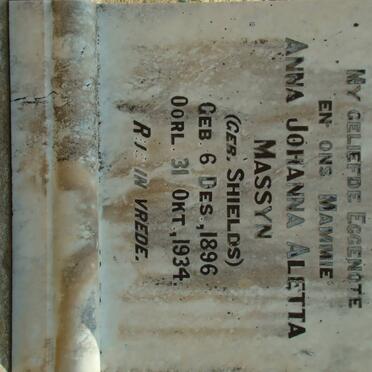 MY GELIEFDE EGGENOTE
EN ONS MAMMIE
ANNA JOHANNA ALETTA
MASSYN
(GEB. SHIELDS)
GEB. 6 DES., 1896
OORL. 31 OKT., 1934.
RUS IN VREDE.